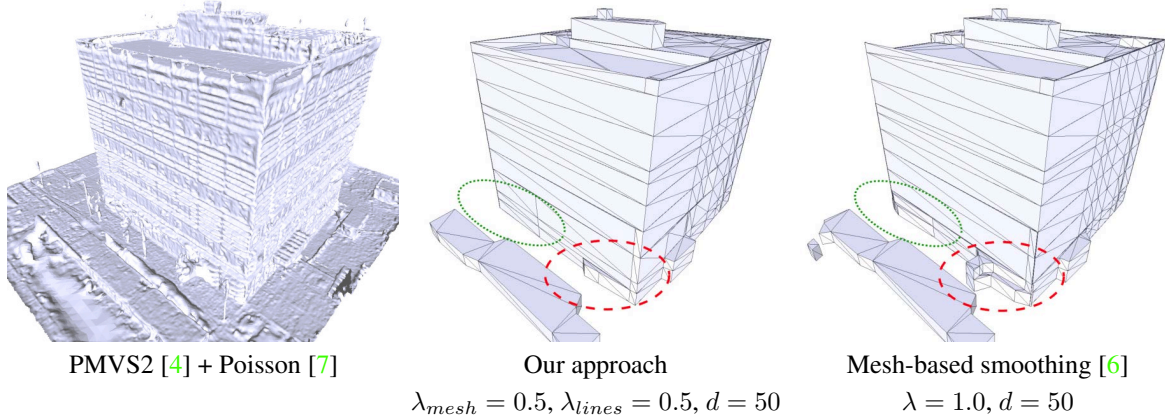 PMVS2 [4] + Poisson [7]
Our approach
λ_mesh = 0.5, λ_lines = 0.5, d = 50
Mesh-based smoothing [6]
λ = 1.0, d = 50